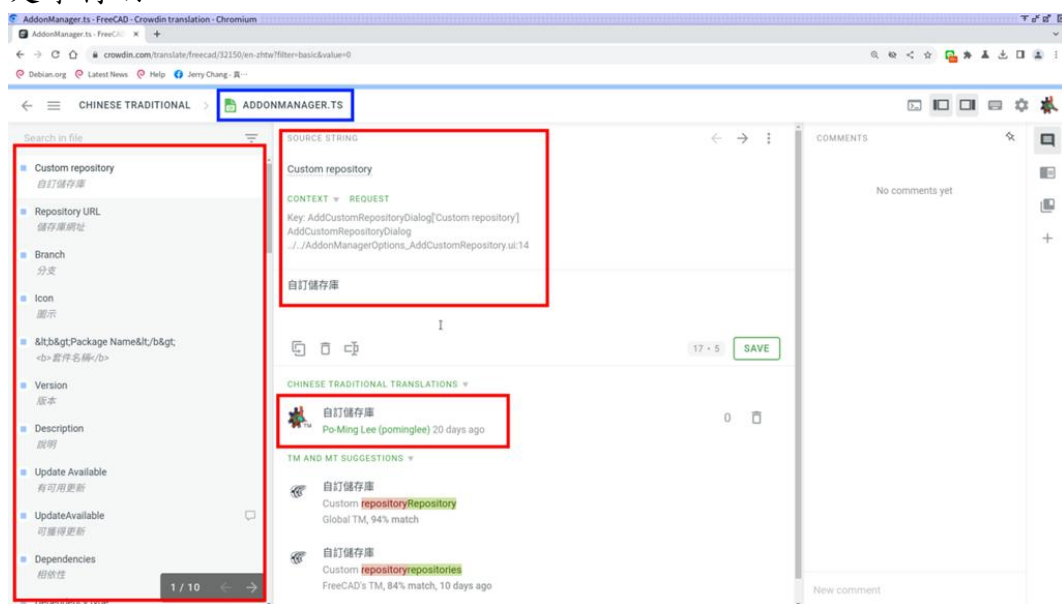 AddonManager.ts - FreeCAD - Crowdin translation - Chromium
AddonManager.ts - FreeCA
crowdin.com/translate/freecad/32150/en-zhtw?filter=basic&value=0
Debian.org Latest News Help Jerry Chang - 真…
CHINESE TRADITIONAL > ADDONMANAGER.TS
Search in file
Custom repository
自訂儲存庫
Repository URL
儲存庫網址
Branch
分支
Icon
圖示
&lt;b&gt;Package Name&lt;/b&gt;
<b>套件名稱</b>
Version
版本
Description
說明
Update Available
有可用更新
UpdateAvailable
可獲得更新
Dependencies
相依性
1 / 10
SOURCE STRING
Custom repository
CONTEXT REQUEST
Key: AddCustomRepositoryDialog['Custom repository']
AddCustomRepositoryDialog
../../AddonManagerOptions_AddCustomRepository.ui:14
自訂儲存庫
17 • 5 SAVE
CHINESE TRADITIONAL TRANSLATIONS
自訂儲存庫
Po-Ming Lee (pominglee) 20 days ago
0
TM AND MT SUGGESTIONS
自訂儲存庫
Custom repositoryRepository
Global TM, 94% match
自訂儲存庫
Custom repositoryrepositories
FreeCAD's TM, 84% match, 10 days ago
COMMENTS
No comments yet
New comment